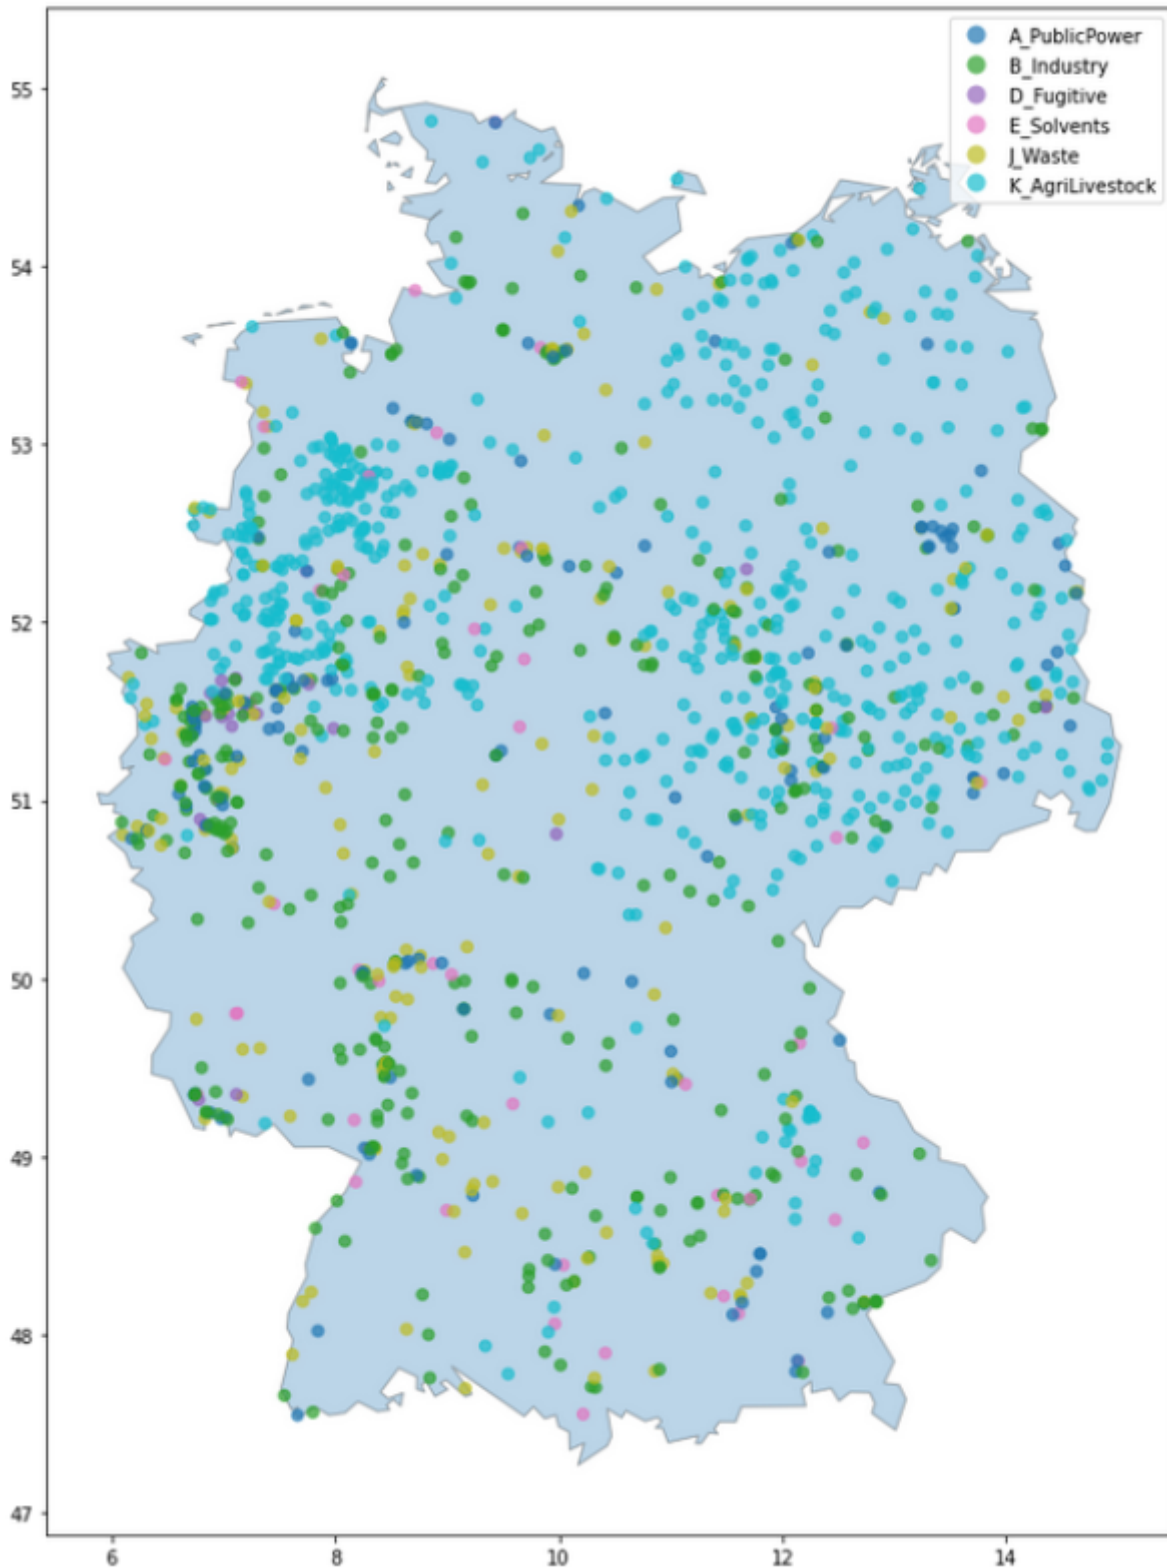 A_PublicPower
B_Industry
D_Fugitive
E_Solvents
J_Waste
K_AgriLivestock
55
54
53
52
51
50
49
48
47
6 8 10 12 14